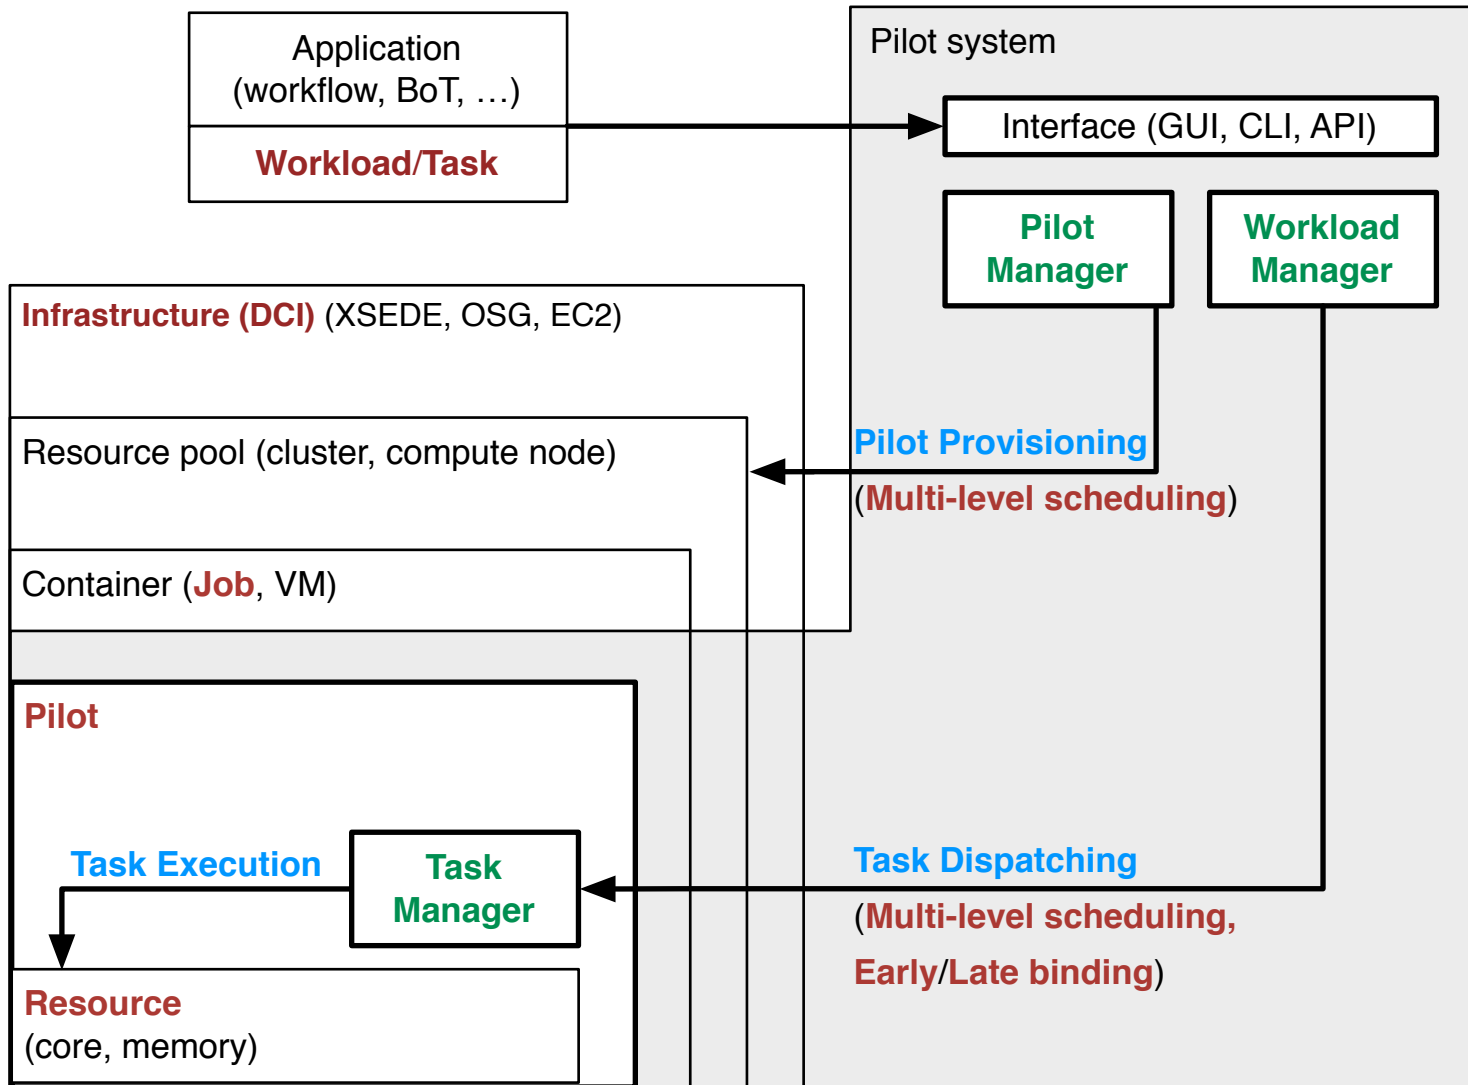 Application
(workflow, BoT, …)
Workload/Task
Pilot system
Interface (GUI, CLI, API)
Pilot
Manager
Workload
Manager
Infrastructure (DCI) (XSEDE, OSG, EC2)
Resource pool (cluster, compute node)
Pilot Provisioning
(Multi-level scheduling)
Container (Job, VM)
Pilot
Task Execution
Task
Manager
Task Dispatching
(Multi-level scheduling,
Early/Late binding)
Resource
(core, memory)